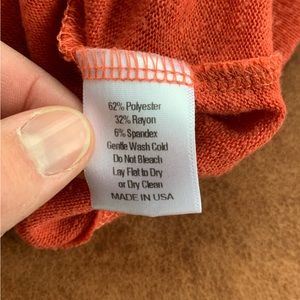 62% Polyester
32% Rayon
6% Spandex
Gentle Wash Cold
Do Not Bleach
Lay Flat to Dry
or Dry Clean
MADE IN USA